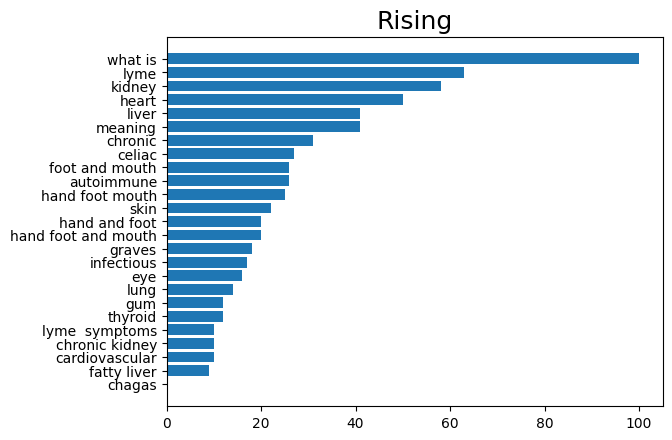 Rising
what is
lyme
kidney
heart
liver
meaning
chronic
celiac
foot and mouth
autoimmune
hand foot mouth
skin
hand and foot
hand foot and mouth
graves
infectious
eye
lung
gum
thyroid
lyme  symptoms
chronic kidney
cardiovascular
fatty liver
chagas
0 20 40 60 80 100